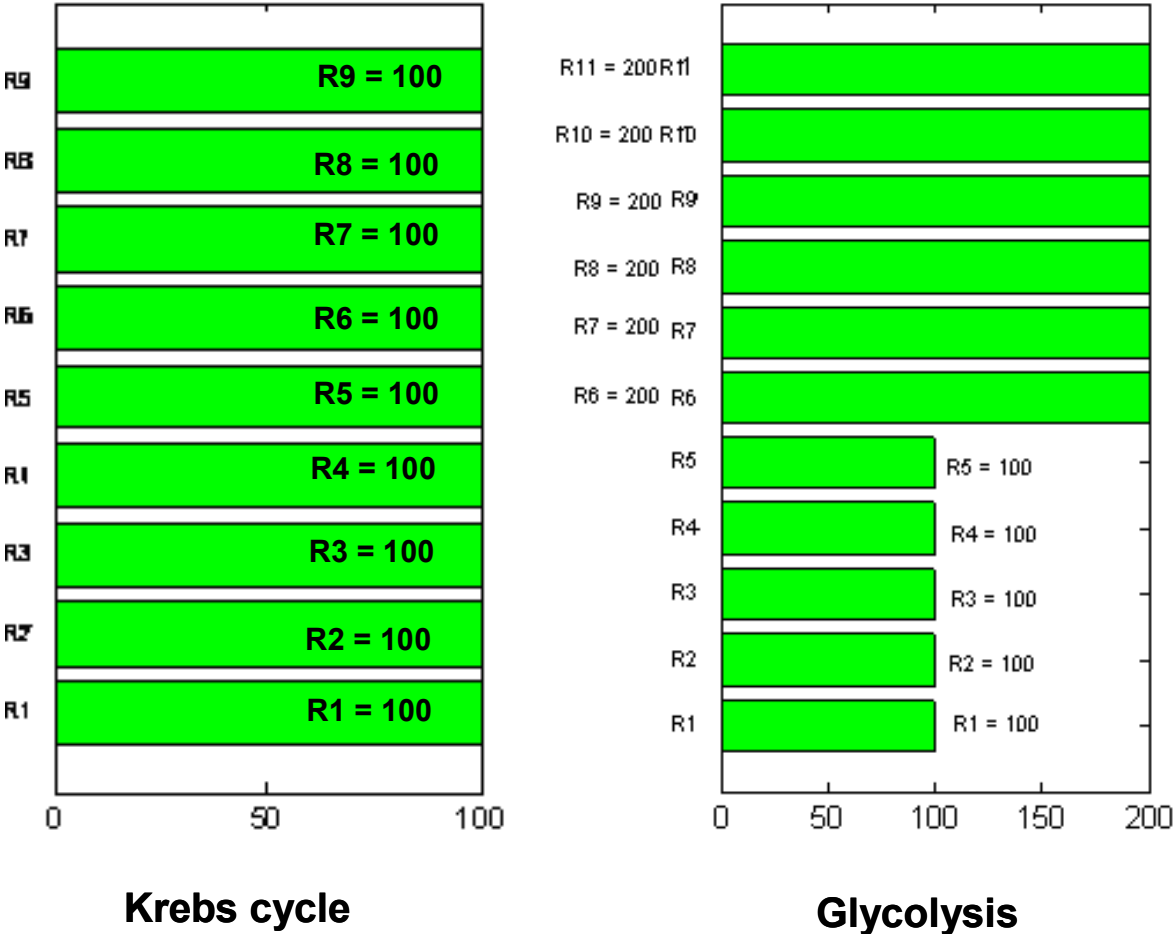 R9
R9 = 100
R8
R8 = 100
R7
R7 = 100
R6
R6 = 100
R5
R5 = 100
R4
R4 = 100
R3
R3 = 100
R2
R2 = 100
R1
R1 = 100
0 50 100
Krebs cycle
R11 = 200 R11
R10 = 200 R10
R9 = 200 R9
R8 = 200 R8
R7 = 200 R7
R6 = 200 R6
R5 R5 = 100
R4 R4 = 100
R3 R3 = 100
R2 R2 = 100
R1 R1 = 100
0 50 100 150 200
Glycolysis